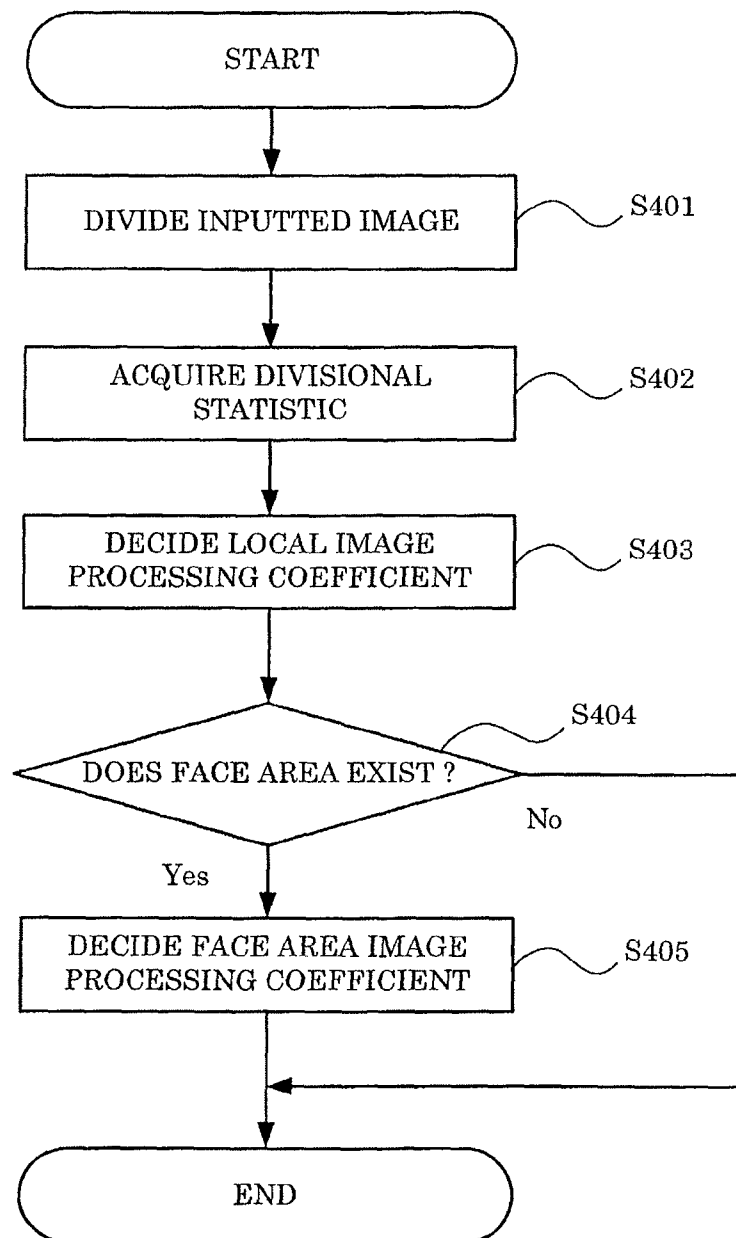 START
DIVIDE INPUTTED IMAGE
S401
ACQUIRE DIVISIONAL
STATISTIC
S402
DECIDE LOCAL IMAGE
PROCESSING COEFFICIENT
S403
S404
DOES FACE AREA EXIST ?
No
Yes
DECIDE FACE AREA IMAGE
PROCESSING COEFFICIENT
S405
END